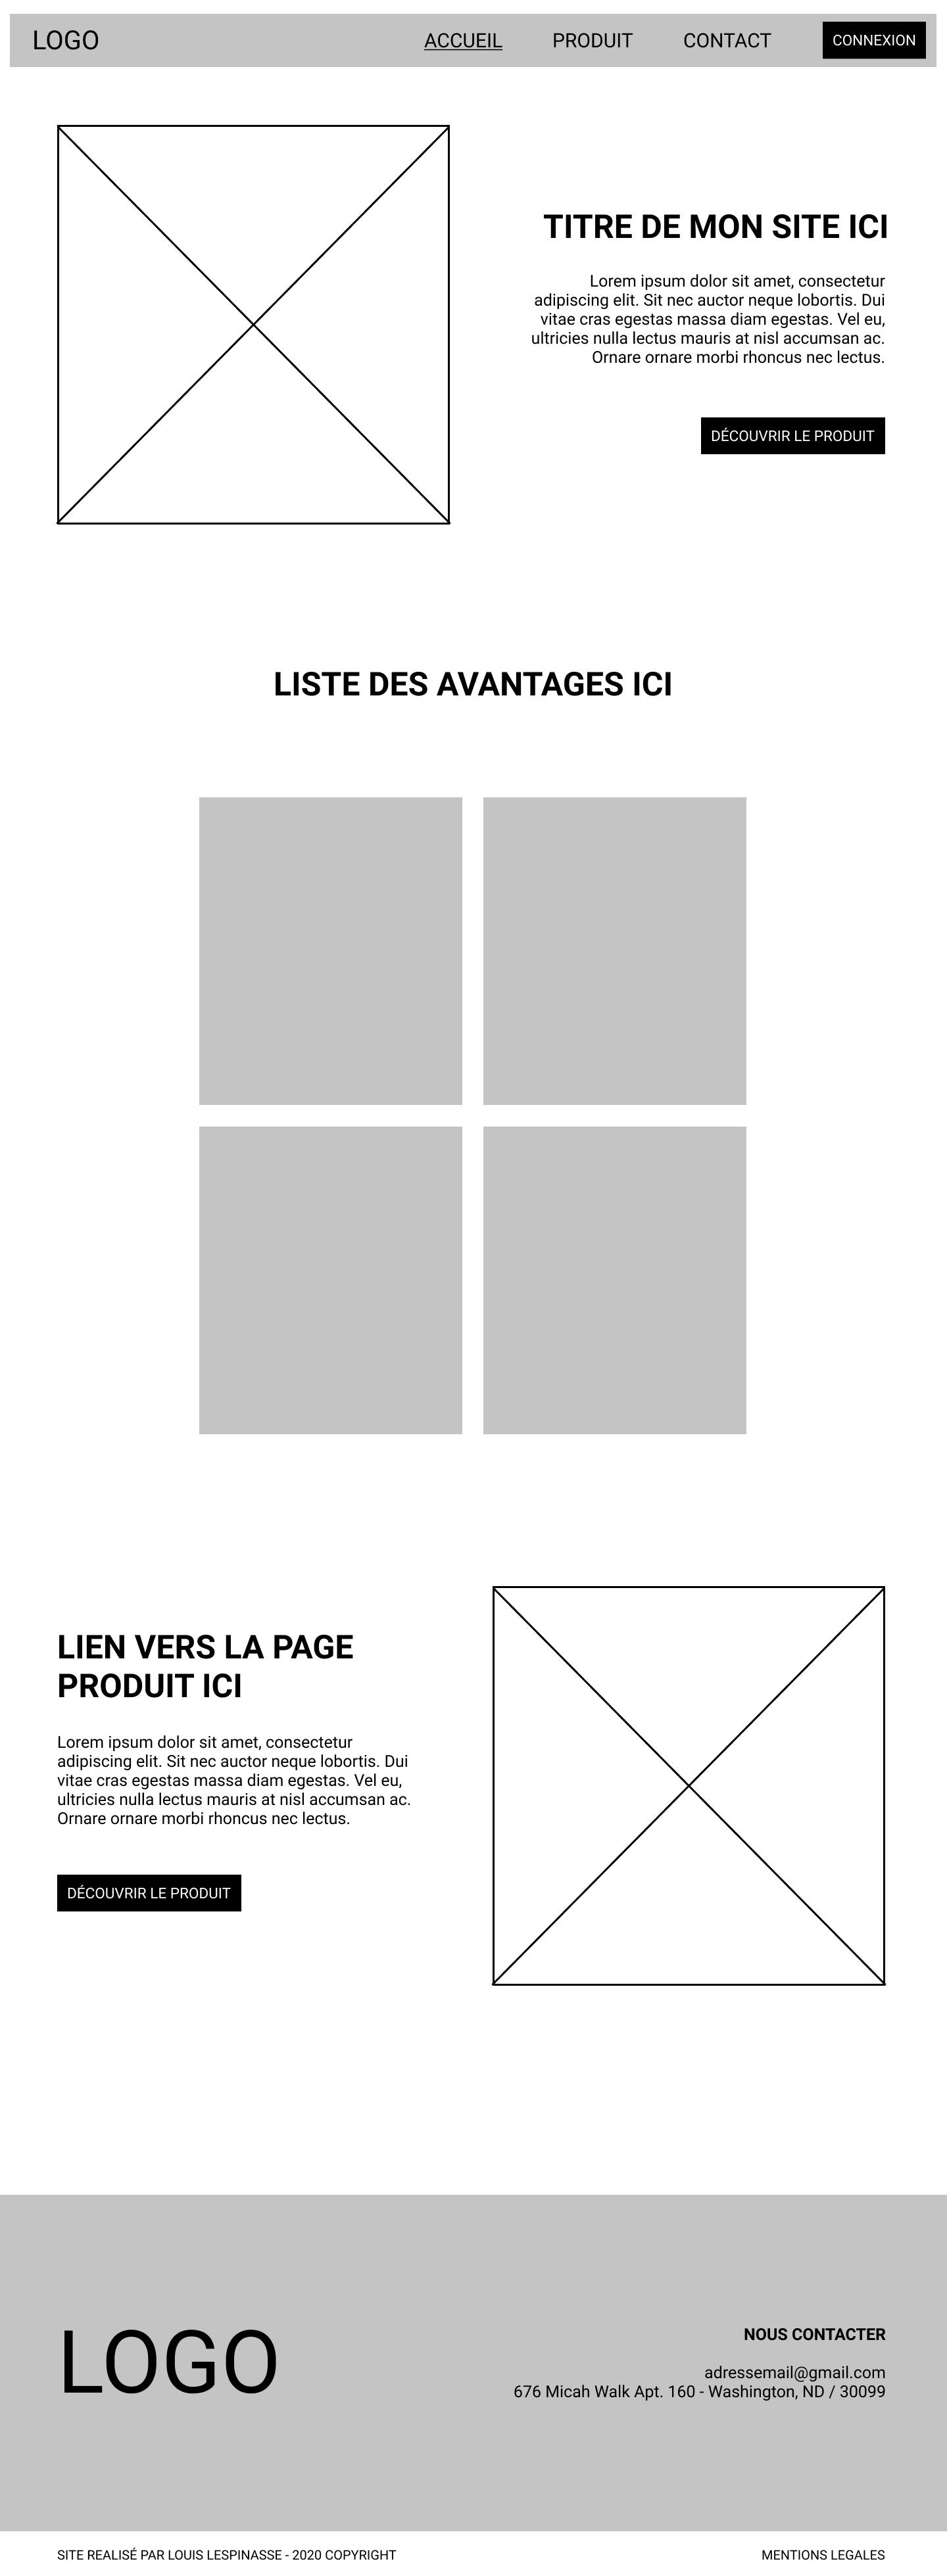 LOGO
ACCUEIL
PRODUIT
CONTACT
CONNEXION
TITRE DE MON SITE ICI
Lorem ipsum dolor sit amet, consectetur
adipiscing elit. Sit nec auctor neque lobortis. Dui
vitae cras egestas massa diam egestas. Vel eu,
ultricies nulla lectus mauris at nisl accumsan ac.
Ornare ornare morbi rhoncus nec lectus.
DÉCOUVRIR LE PRODUIT
LISTE DES AVANTAGES ICI
LIEN VERS LA PAGE
PRODUIT ICI
Lorem ipsum dolor sit amet, consectetur
adipiscing elit. Sit nec auctor neque lobortis. Dui
vitae cras egestas massa diam egestas. Vel eu,
ultricies nulla lectus mauris at nisl accumsan ac.
Ornare ornare morbi rhoncus nec lectus.
DÉCOUVRIR LE PRODUIT
LOGO
NOUS CONTACTER
adressemail@gmail.com
676 Micah Walk Apt. 160 - Washington, ND / 30099
SITE REALISÉ PAR LOUIS LESPINASSE - 2020 COPYRIGHT
MENTIONS LEGALES